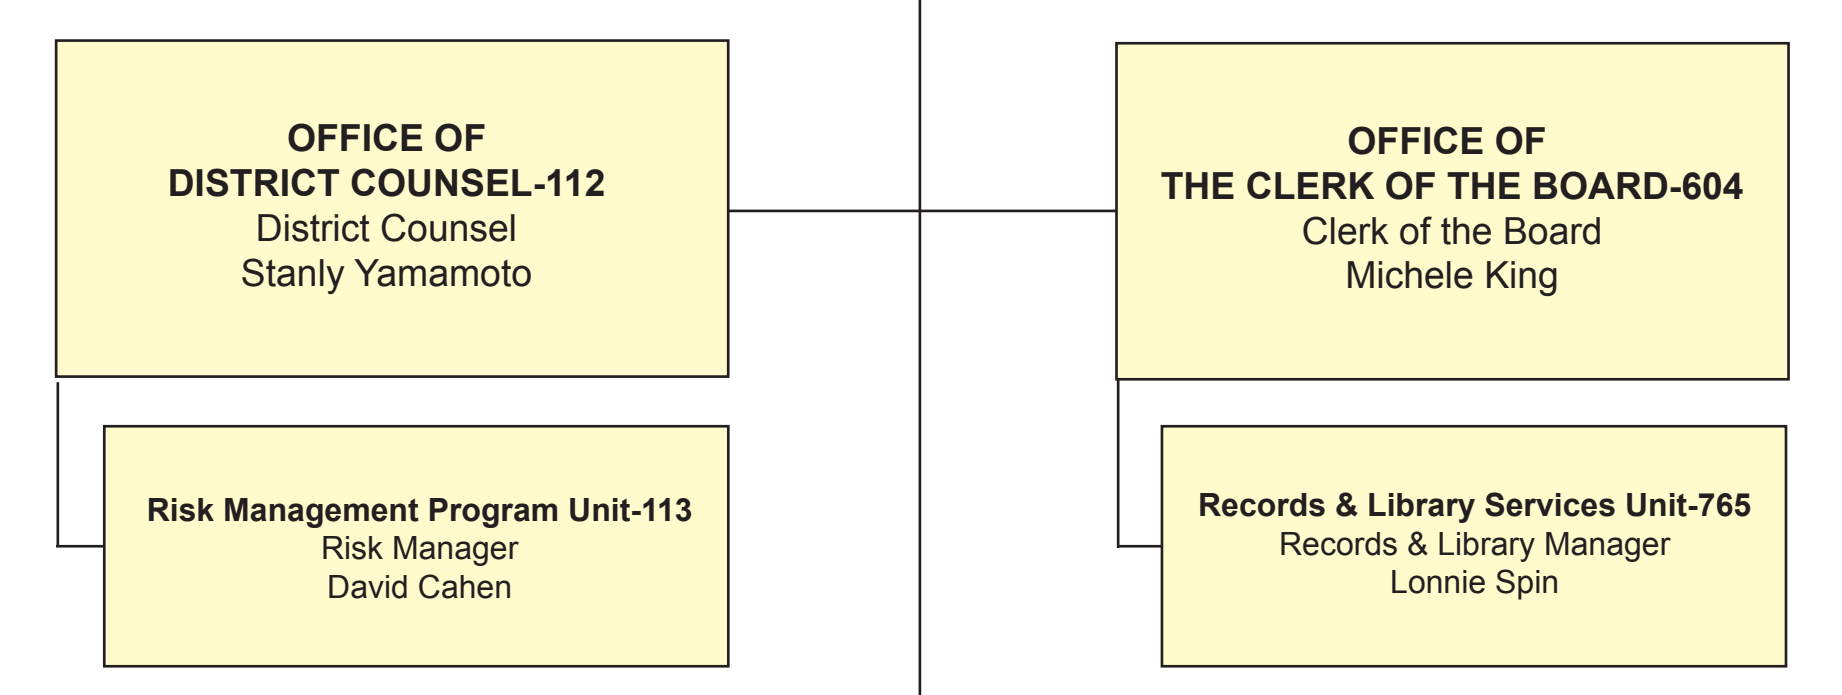 OFFICE OF
DISTRICT COUNSEL-112
District Counsel
Stanly Yamamoto
OFFICE OF
THE CLERK OF THE BOARD-604
Clerk of the Board
Michele King
Risk Management Program Unit-113
Risk Manager
David Cahen
Records & Library Services Unit-765
Records & Library Manager
Lonnie Spin